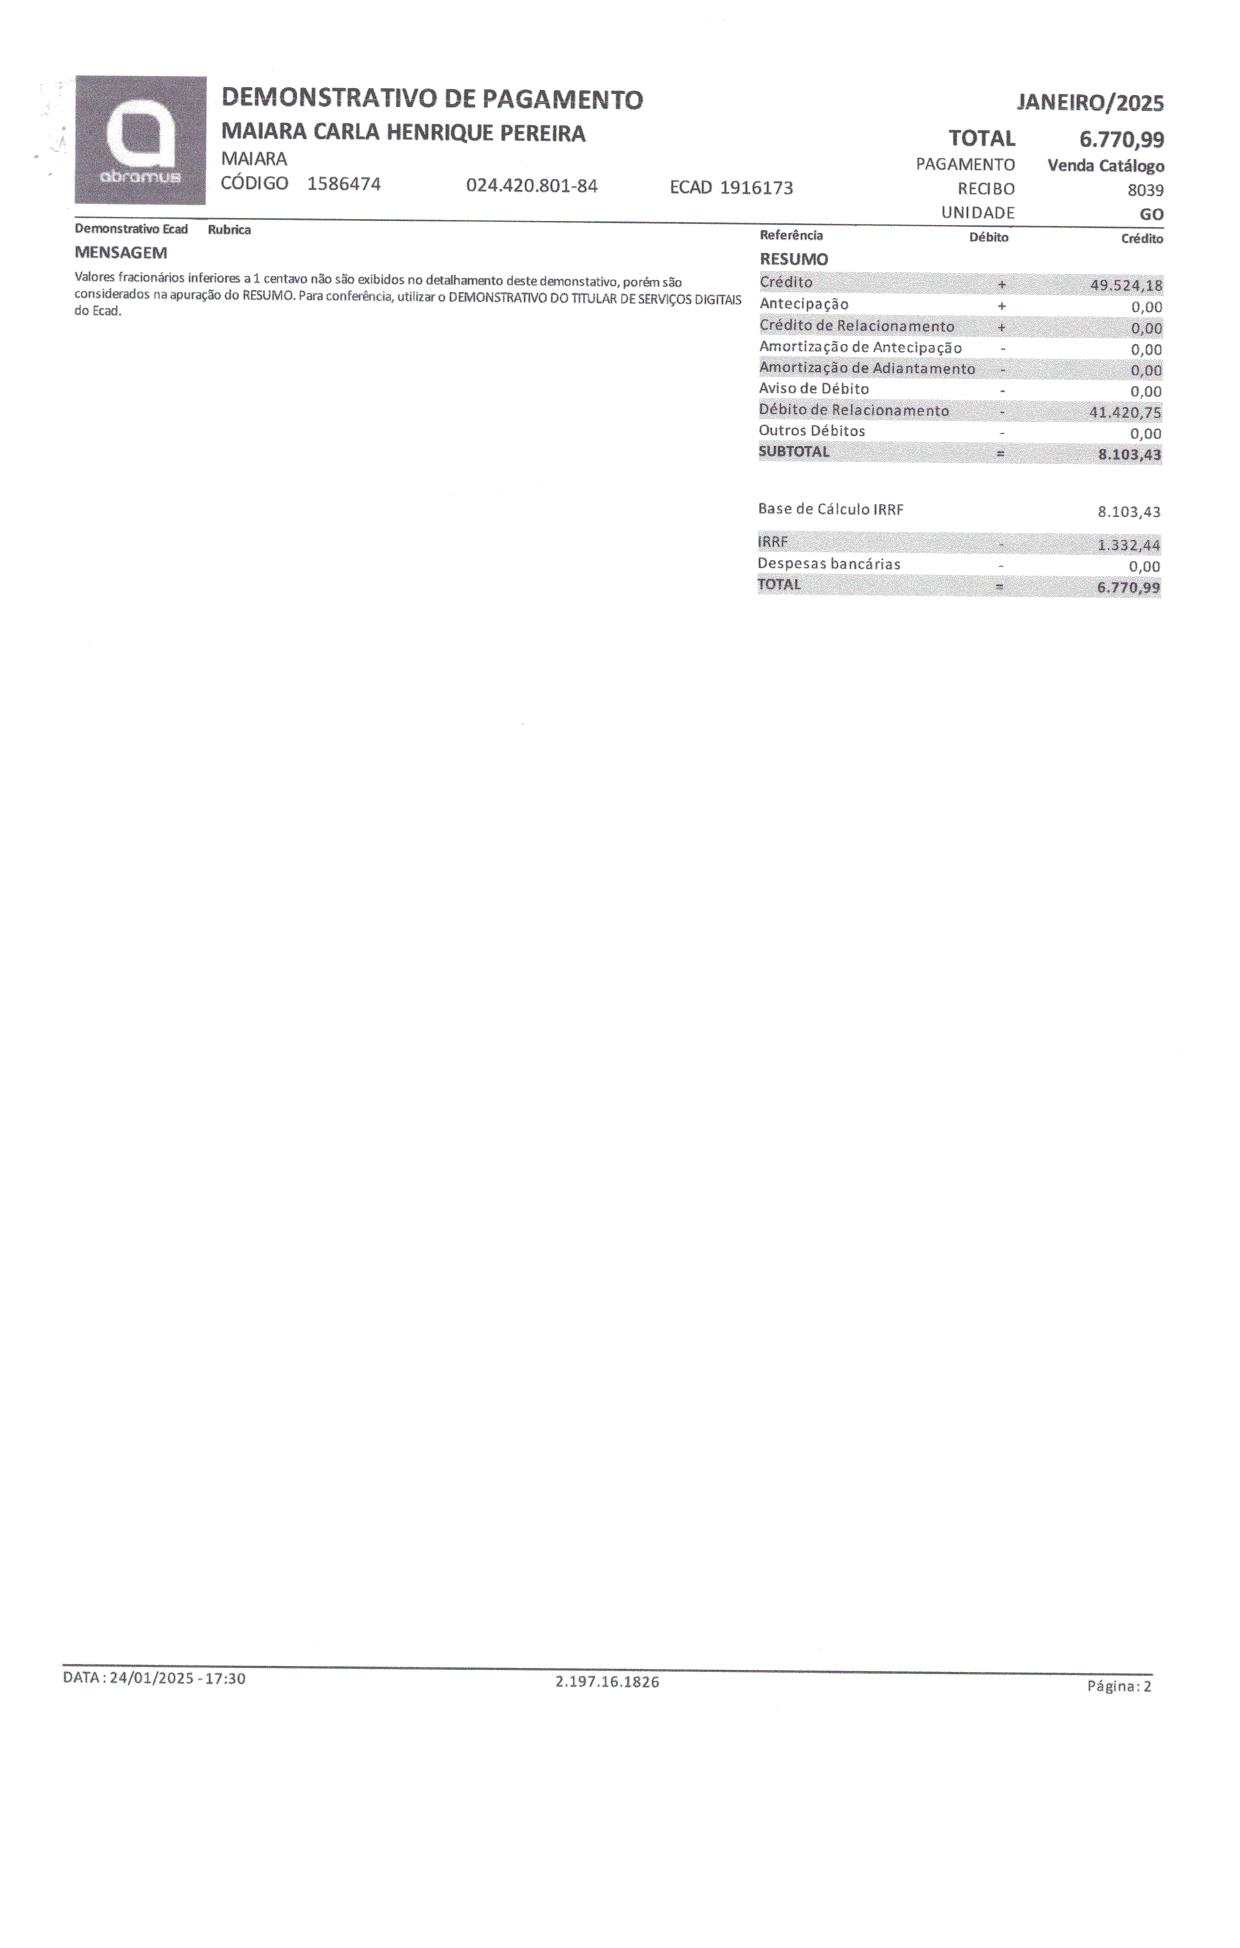 abramus
DEMONSTRATIVO DE PAGAMENTO
JANEIRO/2025
MAIARA CARLA HENRIQUE PEREIRA
TOTAL 6.770,99
MAIARA
PAGAMENTO Venda Catálogo
CÓDIGO 1586474 024.420.801-84 ECAD 1916173
RECIBO 8039
UNIDADE GO
Demonstrativo Ecad Rubrica Referência Débito Crédito
MENSAGEM
Valores fracionários inferiores a 1 centavo não são exibidos no detalhamento deste demonstativo, porém são
considerados na apuração do RESUMO. Para conferência, utilizar o DEMONSTRATIVO DO TITULAR DE SERVIÇOS DIGITAIS
do Ecad.
RESUMO
Crédito + 49.524,18
Antecipação + 0,00
Crédito de Relacionamento + 0,00
Amortização de Antecipação - 0,00
Amortização de Adiantamento - 0,00
Aviso de Débito - 0,00
Débito de Relacionamento - 41.420,75
Outros Débitos - 0,00
SUBTOTAL = 8.103,43
Base de Cálculo IRRF 8.103,43
IRRF - 1.332,44
Despesas bancárias - 0,00
TOTAL = 6.770,99
DATA : 24/01/2025 - 17:30 2.197.16.1826 Página: 2